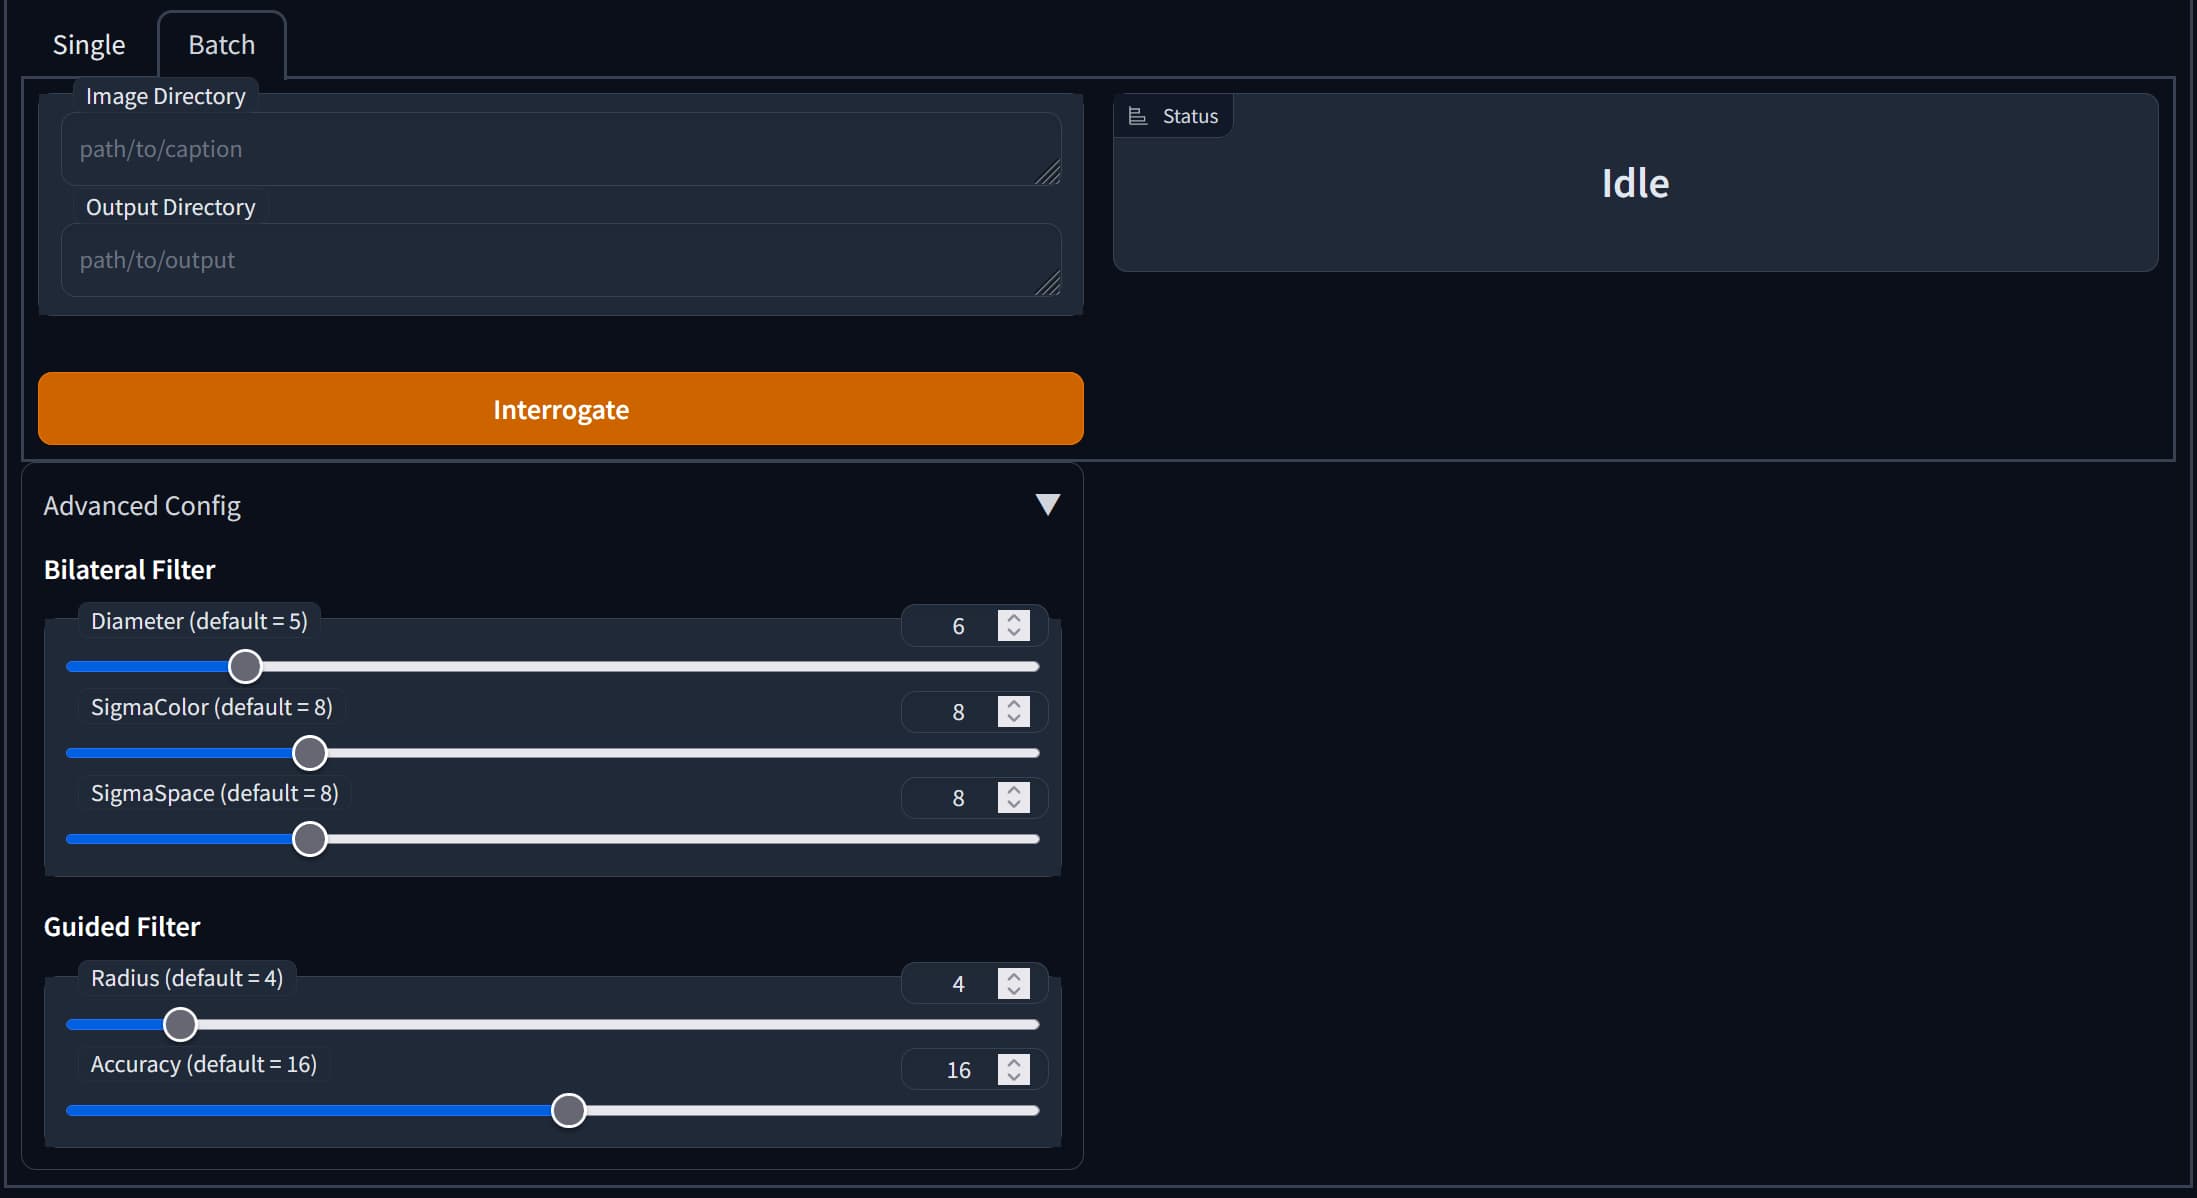 Single
Batch
Image Directory
path/to/caption
Output Directory
path/to/output
Status
Idle
Interrogate
Advanced Config
Bilateral Filter
Diameter (default = 5)
6
SigmaColor (default = 8)
8
SigmaSpace (default = 8)
8
Guided Filter
Radius (default = 4)
4
Accuracy (default = 16)
16